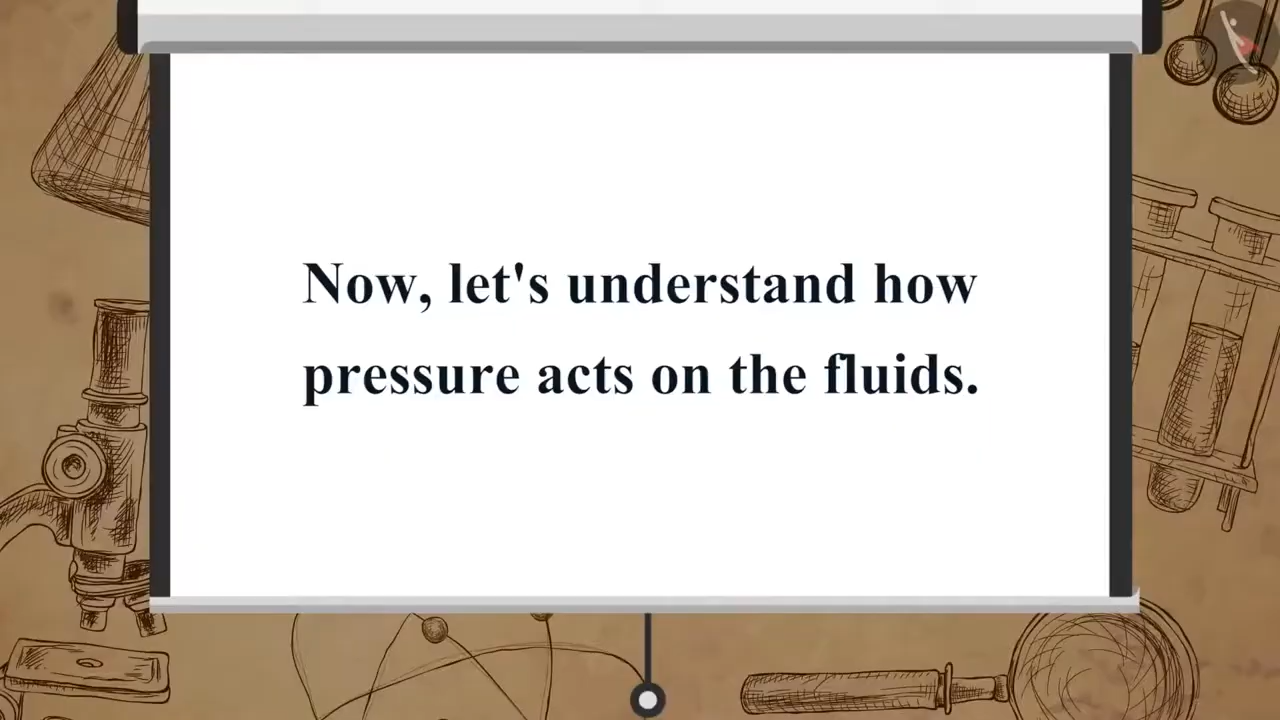 Now, let's understand how
pressure acts on the fluids.